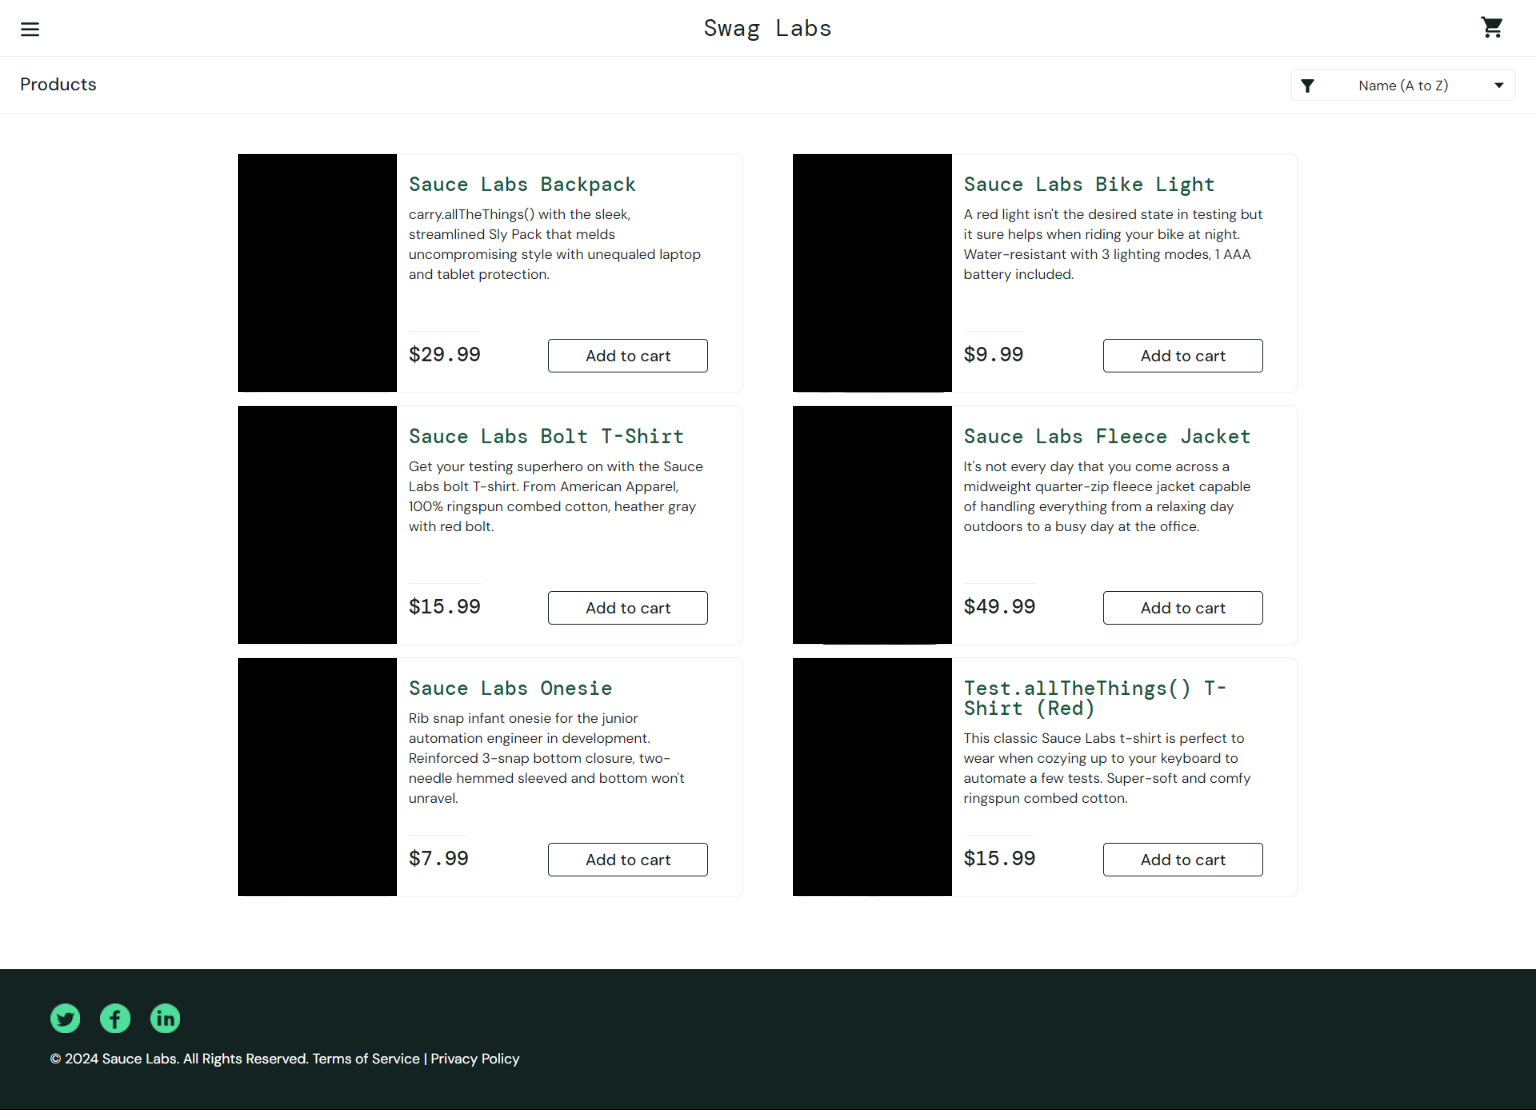 Swag Labs
Products
Name (A to Z)
Sauce Labs Backpack
carry.allTheThings() with the sleek,
streamlined Sly Pack that melds
uncompromising style with unequaled laptop
and tablet protection.
$29.99
Add to cart
Sauce Labs Bike Light
A red light isn't the desired state in testing but
it sure helps when riding your bike at night.
Water-resistant with 3 lighting modes, 1 AAA
battery included.
$9.99
Add to cart
Sauce Labs Bolt T-Shirt
Get your testing superhero on with the Sauce
Labs bolt T-shirt. From American Apparel,
100% ringspun combed cotton, heather gray
with red bolt.
$15.99
Add to cart
Sauce Labs Fleece Jacket
It's not every day that you come across a
midweight quarter-zip fleece jacket capable
of handling everything from a relaxing day
outdoors to a busy day at the office.
$49.99
Add to cart
Sauce Labs Onesie
Rib snap infant onesie for the junior
automation engineer in development.
Reinforced 3-snap bottom closure, two-
needle hemmed sleeved and bottom won't
unravel.
$7.99
Add to cart
Test.allTheThings() T-
Shirt (Red)
This classic Sauce Labs t-shirt is perfect to
wear when cozying up to your keyboard to
automate a few tests. Super-soft and comfy
ringspun combed cotton.
$15.99
Add to cart
© 2024 Sauce Labs. All Rights Reserved. Terms of Service | Privacy Policy